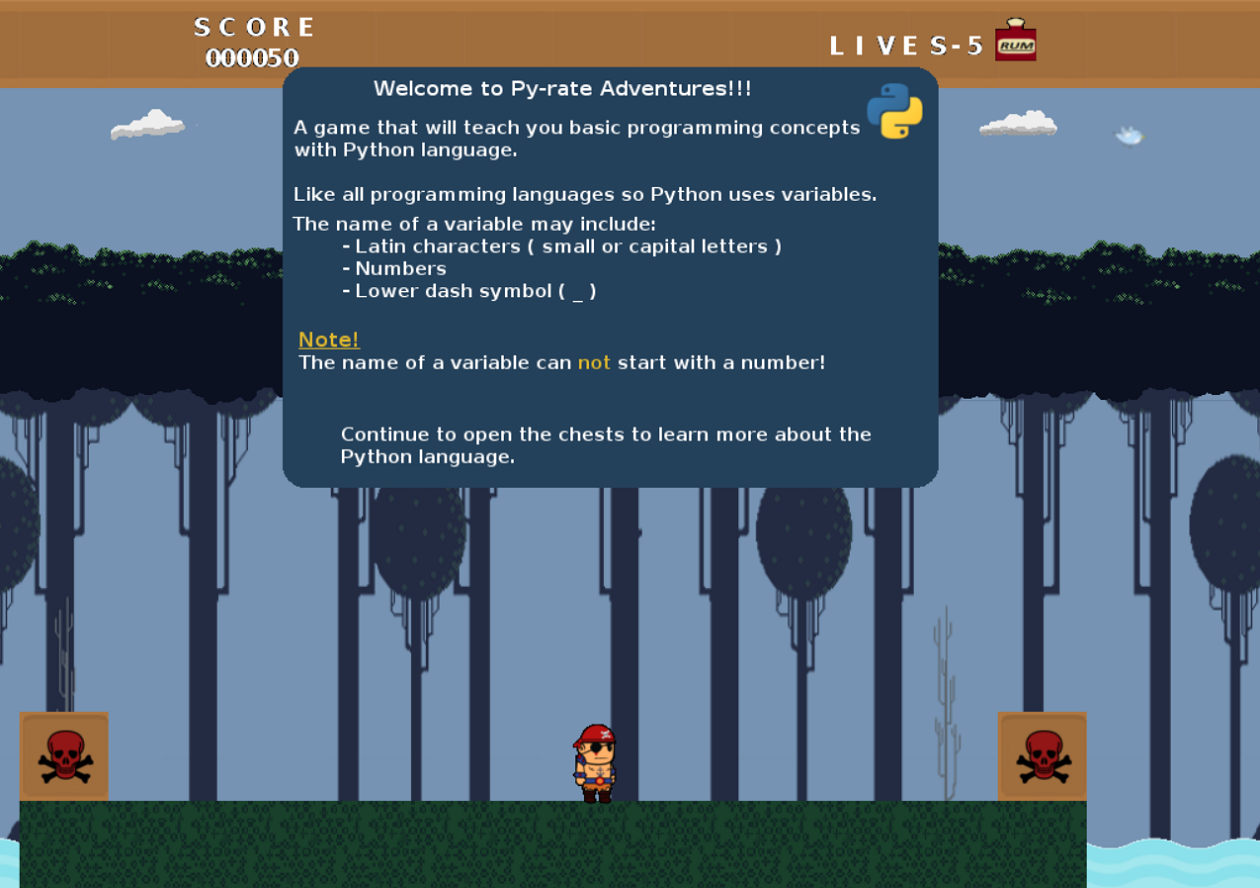 SCORE
000050
LIVES-5
RUM
Welcome to Py-rate Adventures!!!
A game that will teach you basic programming concepts
with Python language.
Like all programming languages so Python uses variables.
The name of a variable may include:
- Latin characters ( small or capital letters )
- Numbers
- Lower dash symbol ( _ )
Note!
The name of a variable can not start with a number!
Continue to open the chests to learn more about the
Python language.